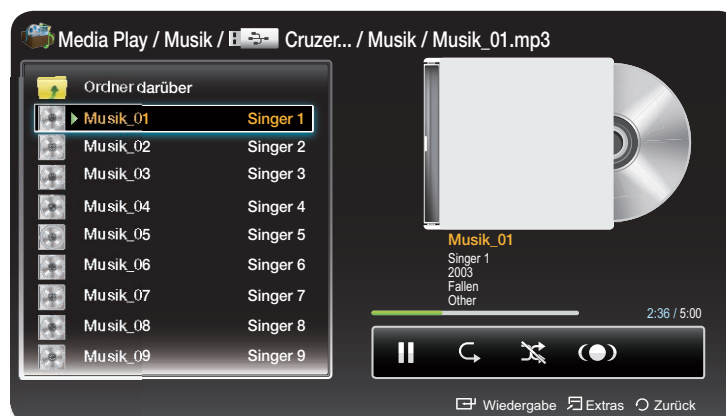 Media Play / Musik / Cruzer... / Musik / Musik_01.mp3
Ordner darüber
Musik_01 Singer 1
Musik_02 Singer 2
Musik_03 Singer 3
Musik_04 Singer 4
Musik_05 Singer 5
Musik_06 Singer 6
Musik_07 Singer 7
Musik_08 Singer 8
Musik_09 Singer 9
Musik_01
Singer 1
2003
Fallen
Other
2:36 / 5:00
Wiedergabe Extras Zurück